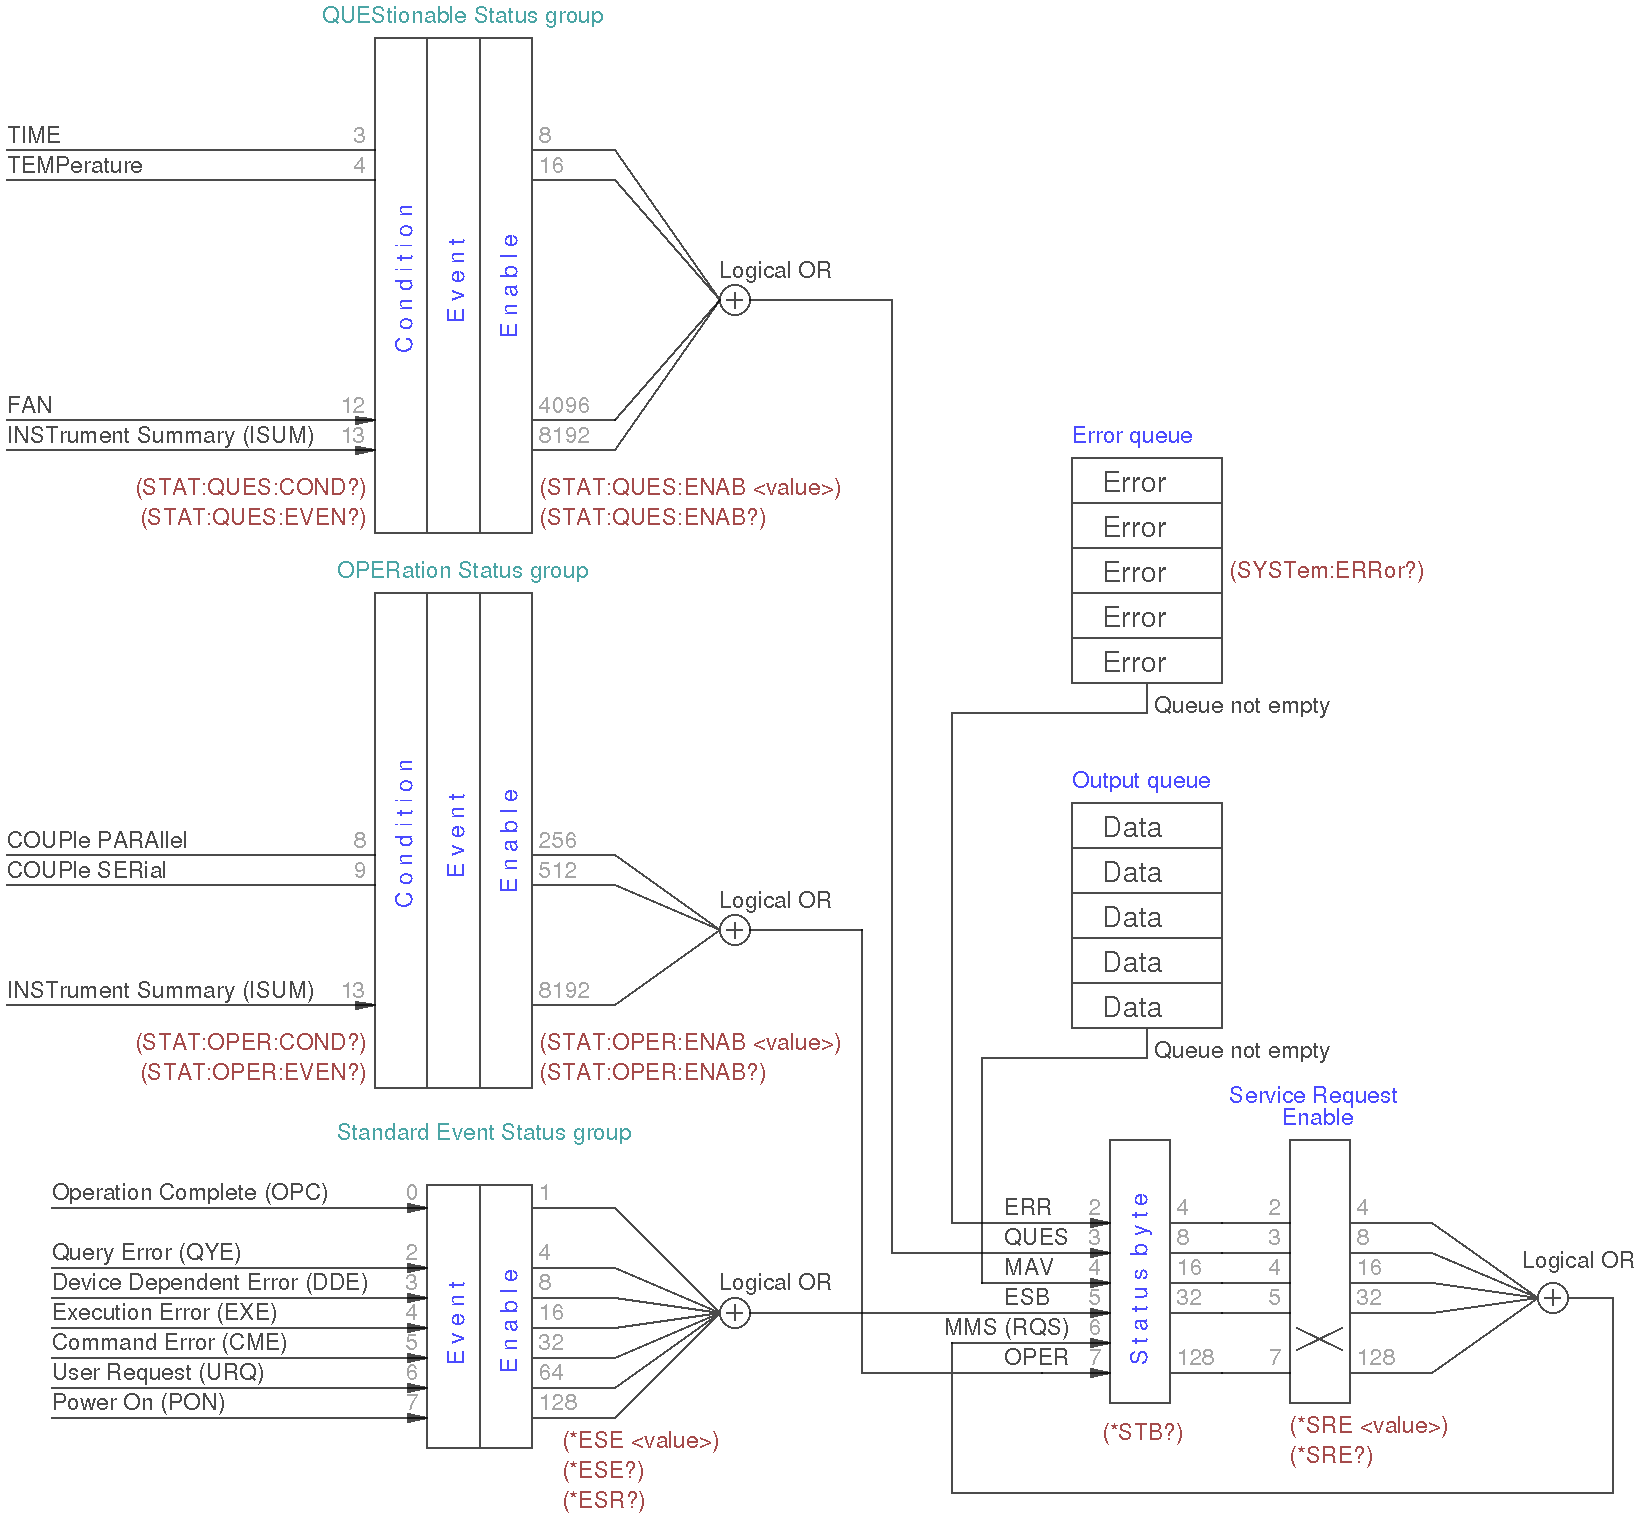 QUEStionable Status group
TIME 3 8
TEMPerature 4 16
Condition
Event
Enable
Logical OR
FAN 12 4096
INSTrument Summary (ISUM) 13 8192
(STAT:QUES:COND?) (STAT:QUES:ENAB <value>)
(STAT:QUES:EVEN?) (STAT:QUES:ENAB?)
OPERation Status group
COUPle PARAllel 8 256
COUPle SERial 9 512
Condition
Event
Enable
Logical OR
INSTrument Summary (ISUM) 13 8192
(STAT:OPER:COND?) (STAT:OPER:ENAB <value>)
(STAT:OPER:EVEN?) (STAT:OPER:ENAB?)
Standard Event Status group
Operation Complete (OPC) 0 1
Query Error (QYE) 2 4
Device Dependent Error (DDE) 3 8
Execution Error (EXE) 4 16
Command Error (CME) 5 32
User Request (URQ) 6 64
Power On (PON) 7 128
Event
Enable
Logical OR
(*ESE <value>)
(*ESE?)
(*ESR?)
Error queue
Error
Error
Error
Error
Error
(SYSTem:ERRor?)
Queue not empty
Output queue
Data
Data
Data
Data
Data
Queue not empty
Service Request
Enable
ERR 2 4 2 4
QUES 3 8 3 8
MAV 4 16 4 16
ESB 5 32 5 32
MMS (RQS) 6
OPER 7 128 7 128
Status byte
Logical OR
(*STB?)
(*SRE <value>)
(*SRE?)